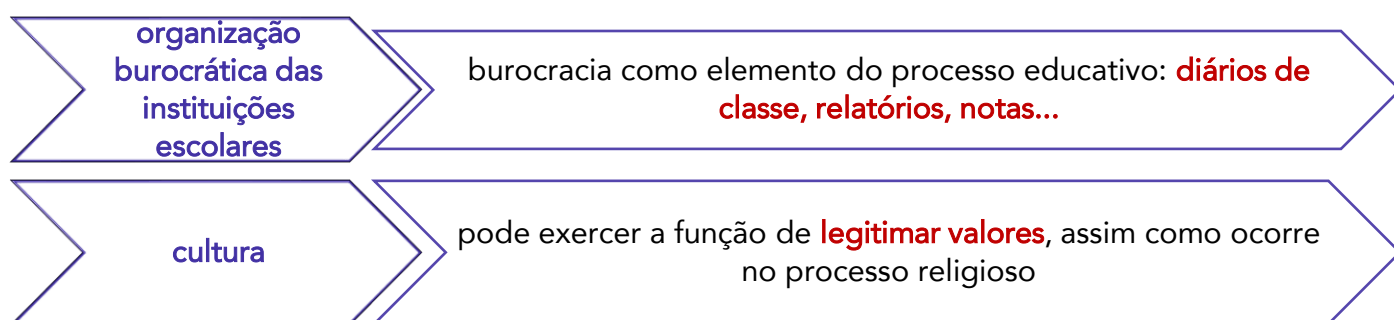 organização
burocrática das
instituições
escolares
burocracia como elemento do processo educativo: diários de
classe, relatórios, notas...
cultura
pode exercer a função de legitimar valores, assim como ocorre
no processo religioso